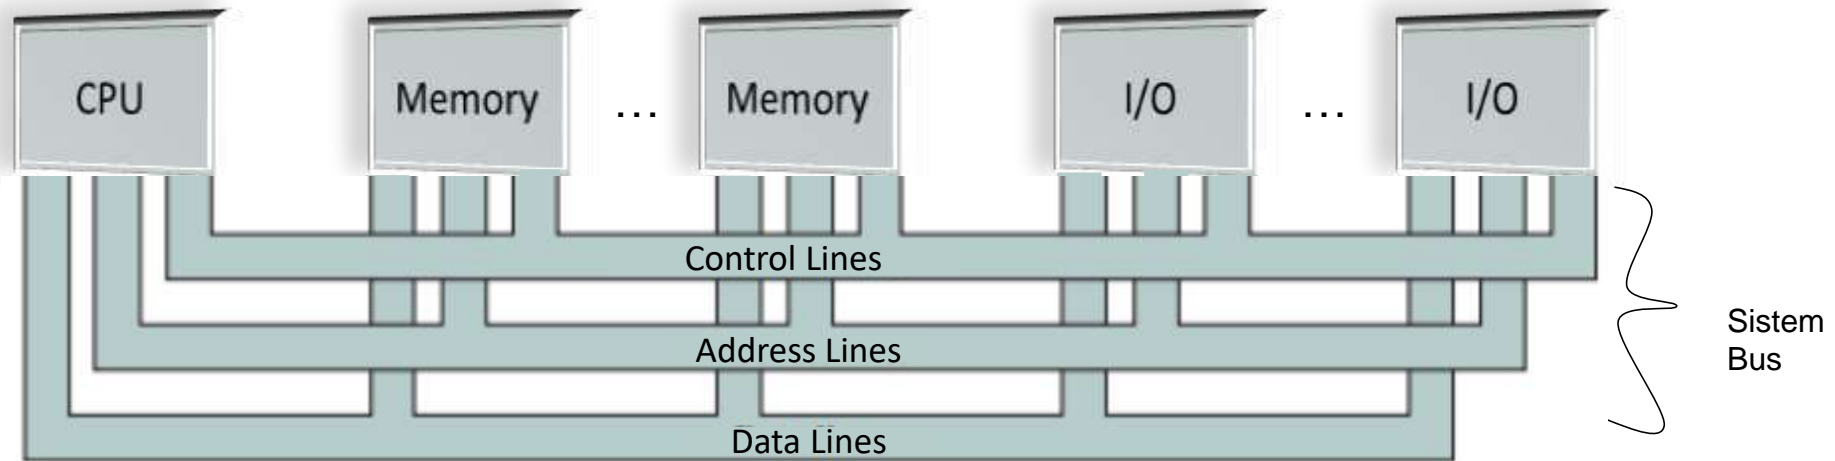 CPU
Memory
...
Memory
I/O
...
I/O
Control Lines
Address Lines
Data Lines
Sistem
Bus